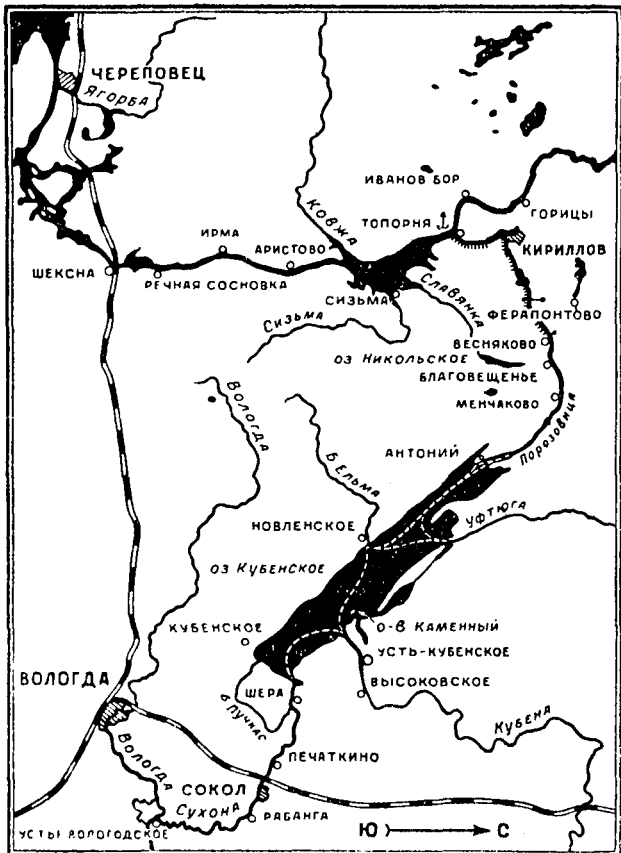 ЧЕРЕПОВЕЦ
Ягорба
ИВАНОВ БОР
ТОПОРНЯ
ГОРИЦЫ
КОВЖА
ИРМА
АРИСТОВО
КИРИЛЛОВ
ШЕКСНА
РЕЧНАЯ СОСНОВКА
СИЗЬМА
СЛАВЯНКА
Сизьма
ФЕРАПОНТОВО
ВЕСНЯКОВО
оз Никольское
БЛАГОВЕЩЕНЬЕ
МЕНЧАКОВО
Вологда
Порозовица
АНТОНИЙ
Бельма
УФТЮГА
НОВЛЕНСКОЕ
оз Кубенское
о-в КАМЕННЫЙ
КУБЕНСКОЕ
УСТЬ-КУБЕНСКОЕ
ВОЛОГДА
ШЕРА
ВЫСОКОВСКОЕ
б Пучкас
Кубена
Вологда
ПЕЧАТКИНО
СОКОЛ
Сухона
РАБАНГА
УСТЬЕ ВОЛОГОДСКОЕ
Ю
С